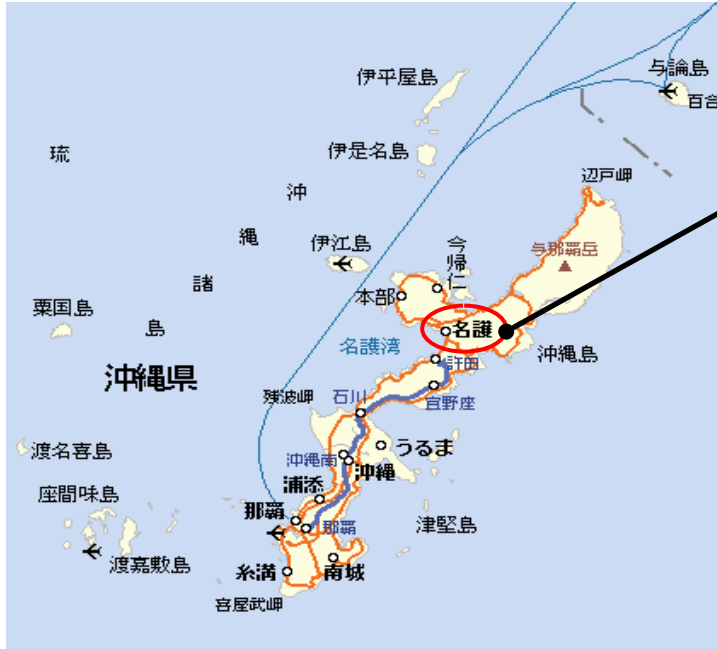 伊平屋島
与論島
百合
伊是名島
琉
沖
縄
諸
島
辺戸岬
伊江島
今帰仁
与那覇岳
本部
粟国島
名護
名護湾
沖縄島
沖縄県
許田
残波岬
石川
宜野座
渡名喜島
うるま
沖縄南
沖縄
座間味島
浦添
那覇
那覇
津堅島
渡嘉敷島
糸満
南城
喜屋武岬